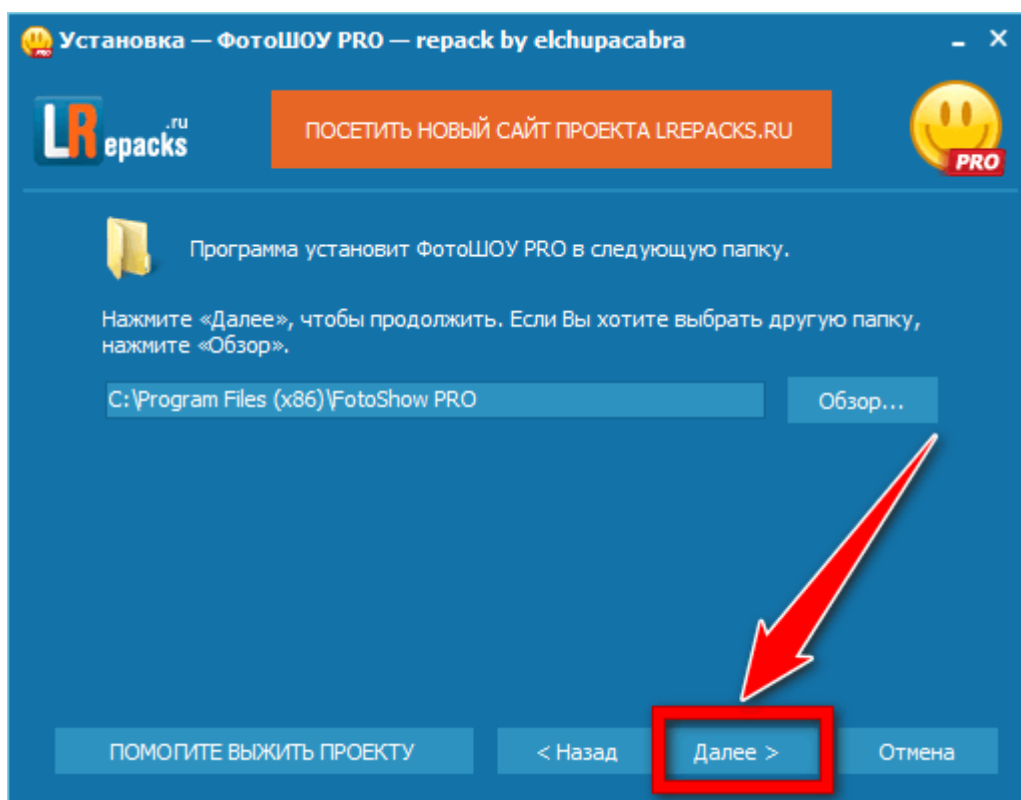 Установка — ФотоШОУ PRO — repack by elchupacabra
LRepacks.ru
ПОСЕТИТЬ НОВЫЙ САЙТ ПРОЕКТА LREPACKS.RU
PRO
Программа установит ФотоШОУ PRO в следующую папку.
Нажмите «Далее», чтобы продолжить. Если Вы хотите выбрать другую папку,
нажмите «Обзор».
C:\Program Files (x86)\FotoShow PRO
Обзор...
ПОМОГИТЕ ВЫЖИТЬ ПРОЕКТУ
< Назад
Далее >
Отмена